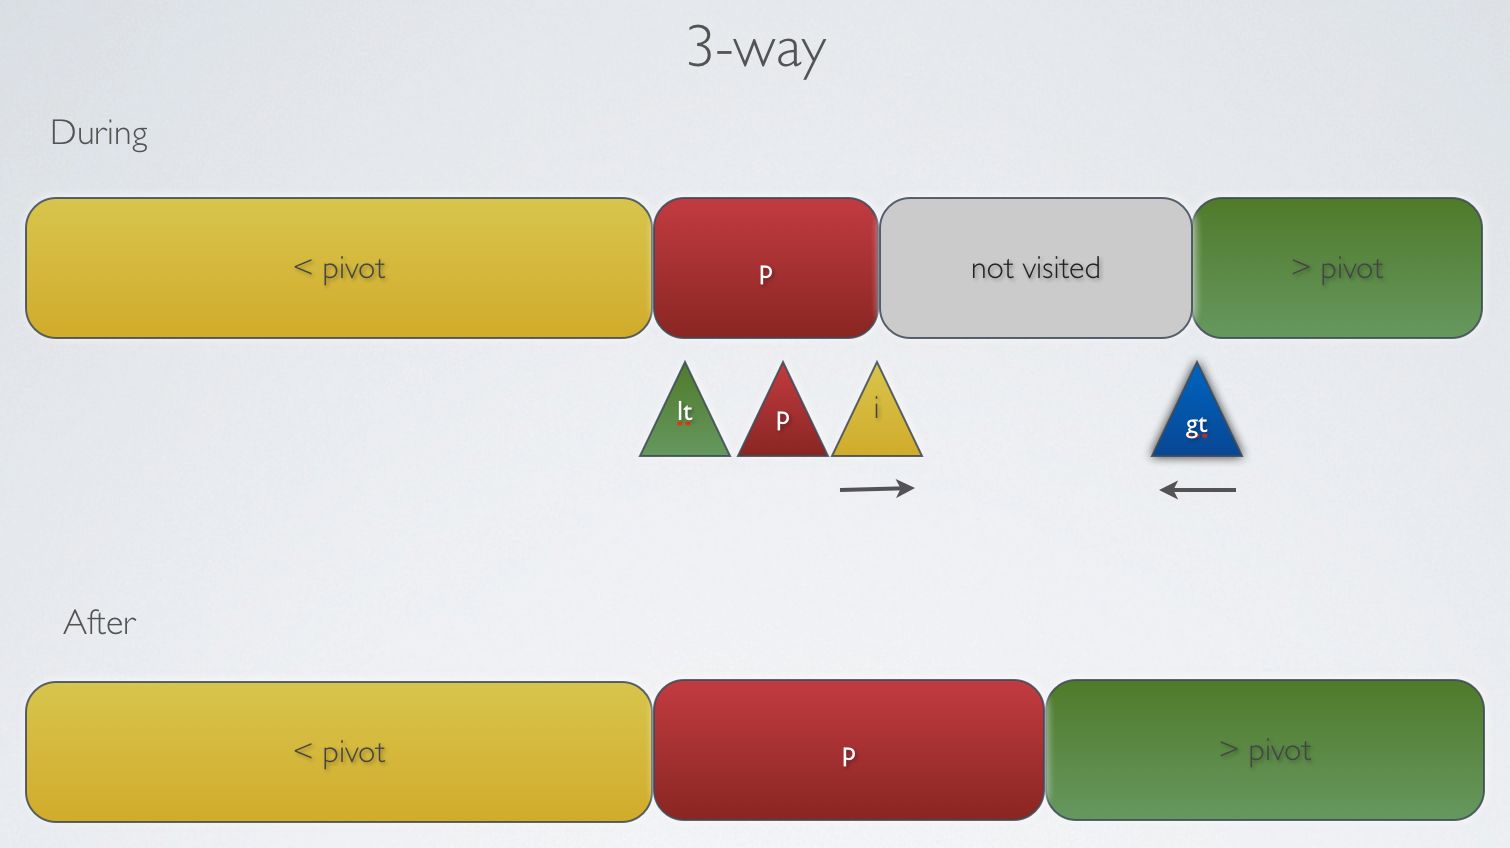 3-way
During
< pivot
p
not visited
> pivot
lt
p
i
gt
After
< pivot
p
> pivot